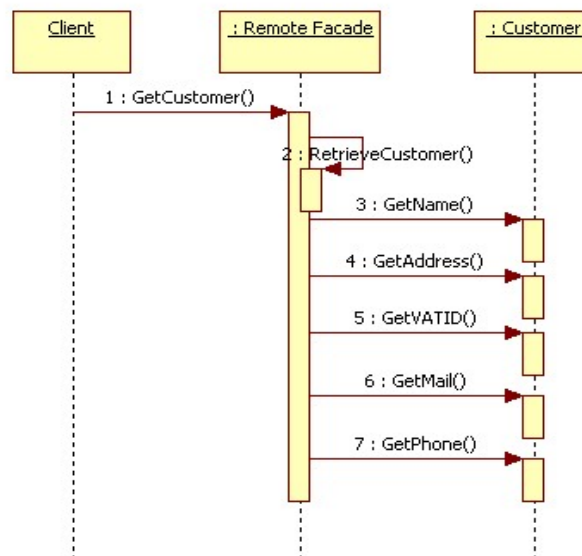 Client
: Remote Facade
: Customer
1 : GetCustomer()
2 : RetrieveCustomer()
3 : GetName()
4 : GetAddress()
5 : GetVATID()
6 : GetMail()
7 : GetPhone()